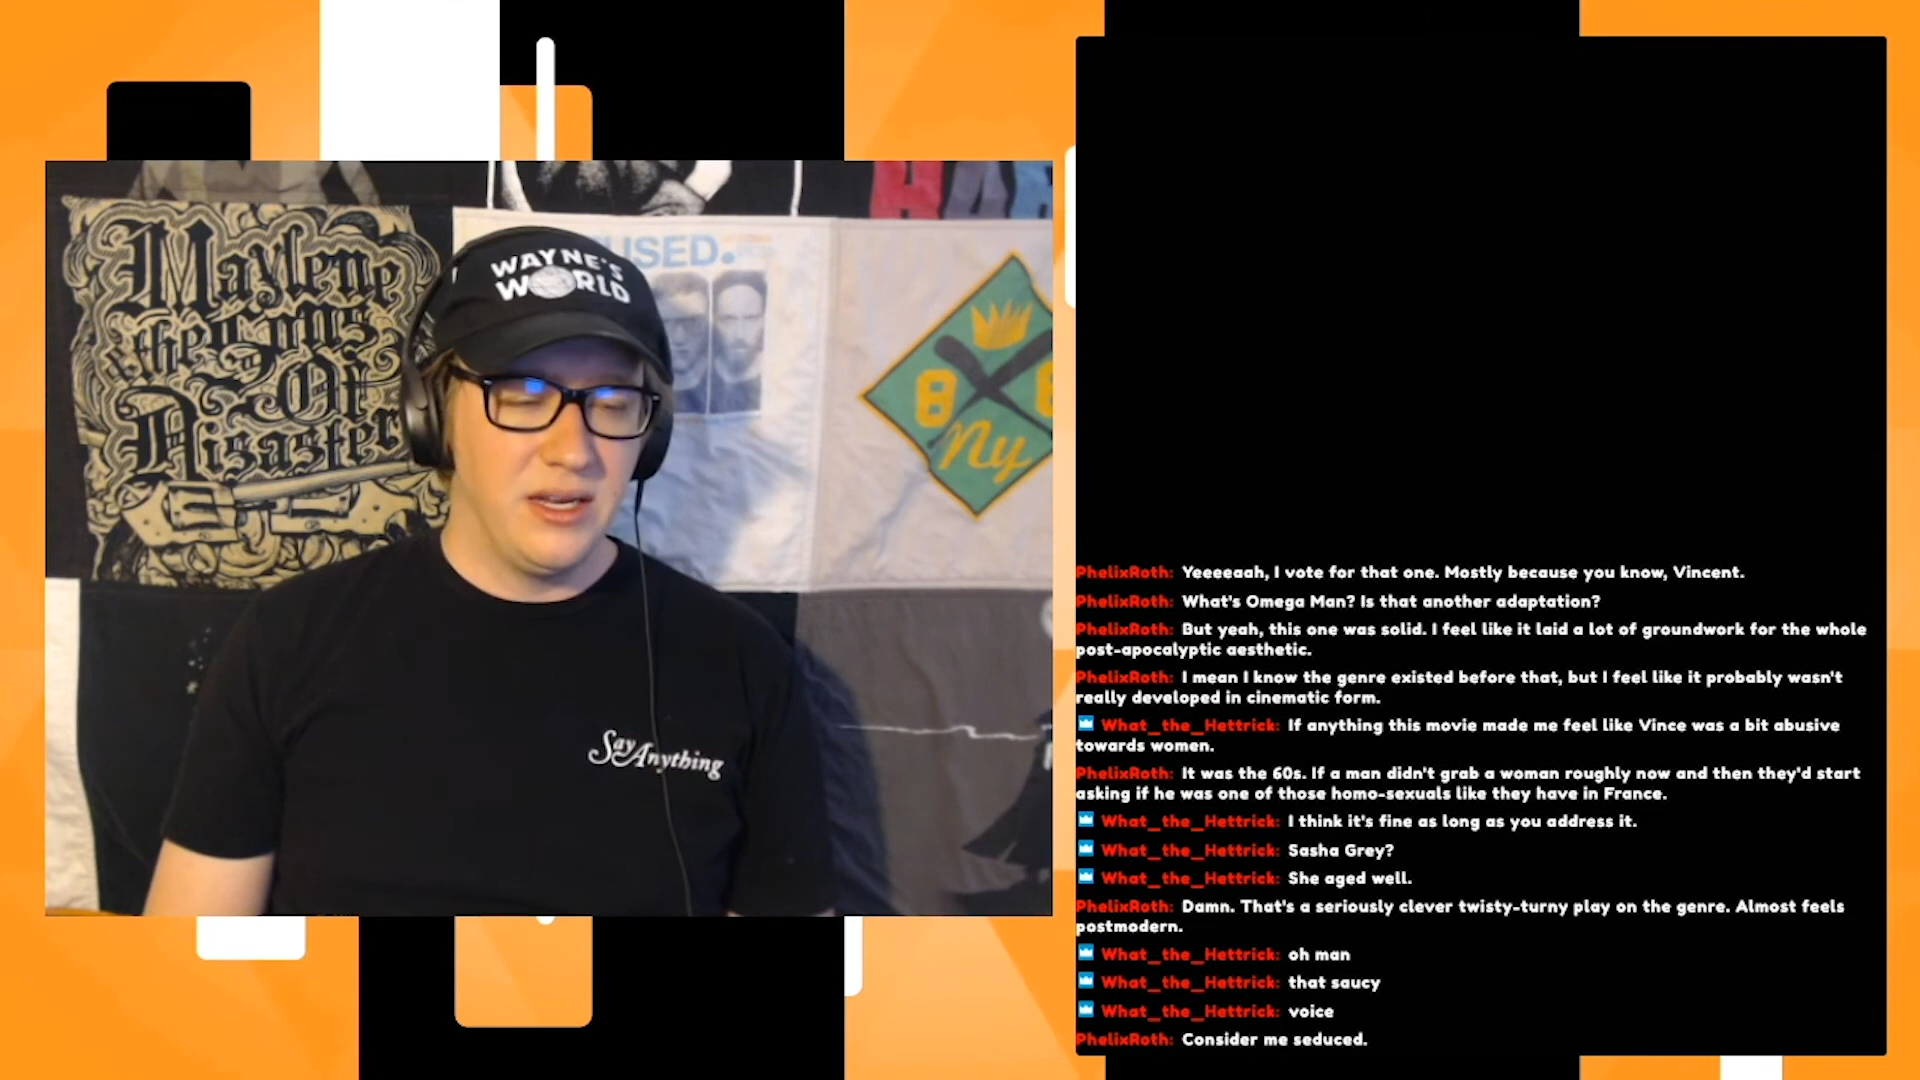 HA
Maylene
& the Sons
Of
Disaster
WAYNE'S
WORLD
USED.
8
8
Ny
Say Anything
PhelixRoth: Yeeeeaah, I vote for that one. Mostly because you know, Vincent.
PhelixRoth: What's Omega Man? Is that another adaptation?
PhelixRoth: But yeah, this one was solid. I feel like it laid a lot of groundwork for the whole
post-apocalyptic aesthetic.
PhelixRoth: I mean I know the genre existed before that, but I feel like it probably wasn't
really developed in cinematic form.
What_the_Hettrick: If anything this movie made me feel like Vince was a bit abusive
towards women.
PhelixRoth: It was the 60s. If a man didn't grab a woman roughly now and then they'd start
asking if he was one of those homo-sexuals like they have in France.
What_the_Hettrick: I think it's fine as long as you address it.
What_the_Hettrick: Sasha Grey?
What_the_Hettrick: She aged well.
PhelixRoth: Damn. That's a seriously clever twisty-turny play on the genre. Almost feels
postmodern.
What_the_Hettrick: oh man
What_the_Hettrick: that saucy
What_the_Hettrick: voice
PhelixRoth: Consider me seduced.